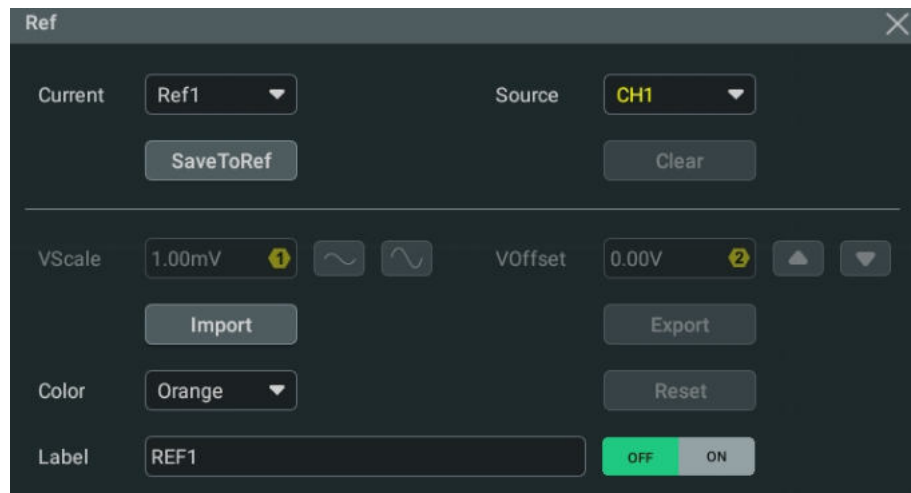 Ref
Current Ref1 Source CH1
SaveToRef Clear
VScale 1.00mV 1 VOffset 0.00V 2
Import Export
Color Orange Reset
Label REF1 OFF ON